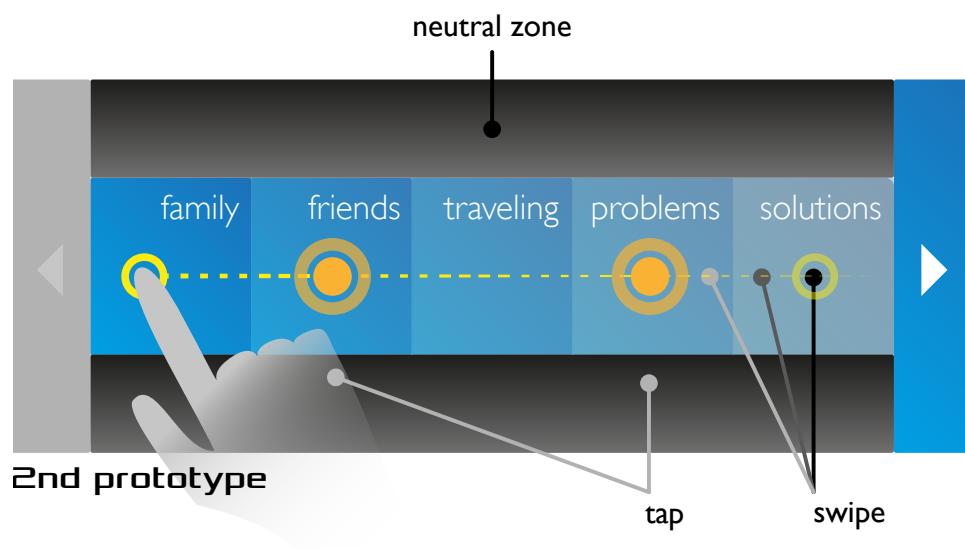 neutral zone
family friends traveling problems solutions
2nd prototype
tap swipe